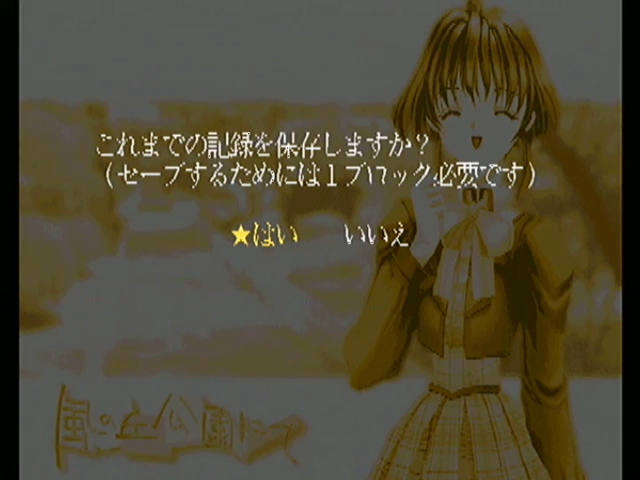 これまでの記録を保存しますか？
（セーブするためには１ブロック必要です）
★はい　いいえ